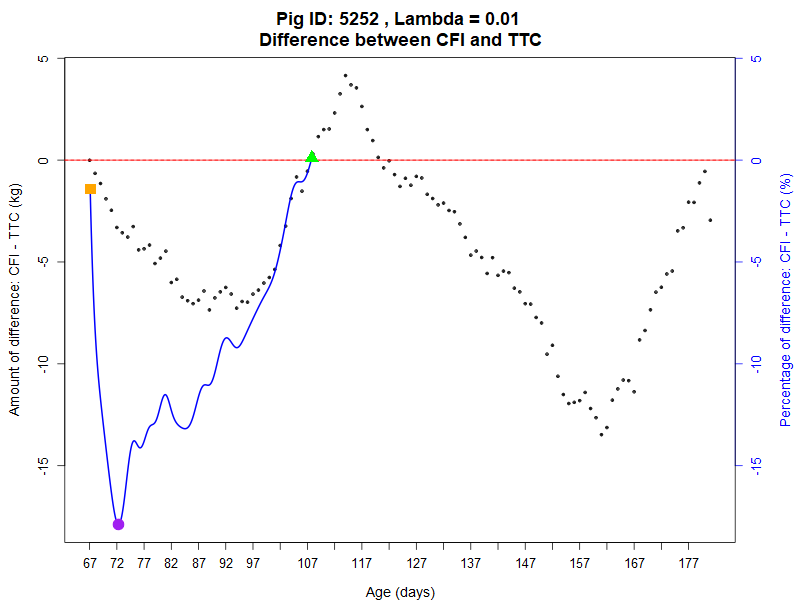 Pig ID: 5252 , Lambda = 0.01
Difference between CFI and TTC
5
0
-5
-10
-15
Amount of difference: CFI - TTC (kg)
5
0
-5
-10
-15
Percentage of difference: CFI - TTC (%)
67 72 77 82 87 92 97 107 117 127 137 147 157 167 177
Age (days)